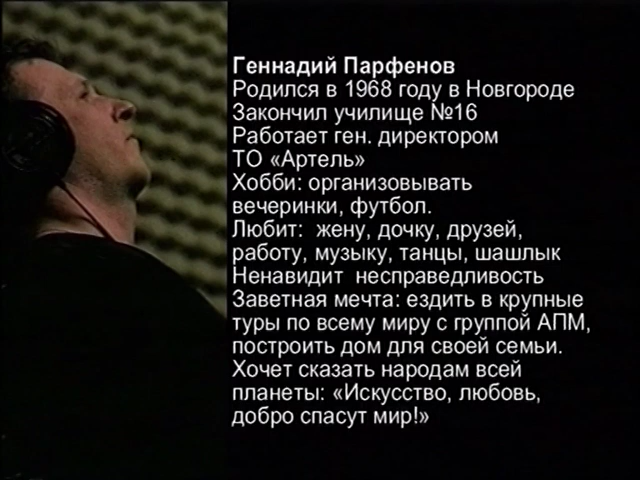 Геннадий Парфенов
Родился в 1968 году в Новгороде
Закончил училище №16
Работает ген. директором
ТО «Артель»
Хобби: организовывать
вечеринки, футбол.
Любит: жену, дочку, друзей,
работу, музыку, танцы, шашлык
Ненавидит несправедливость
Заветная мечта: ездить в крупные
туры по всему миру с группой АПМ,
построить дом для своей семьи.
Хочет сказать народам всей
планеты: «Искусство, любовь,
добро спасут мир!»